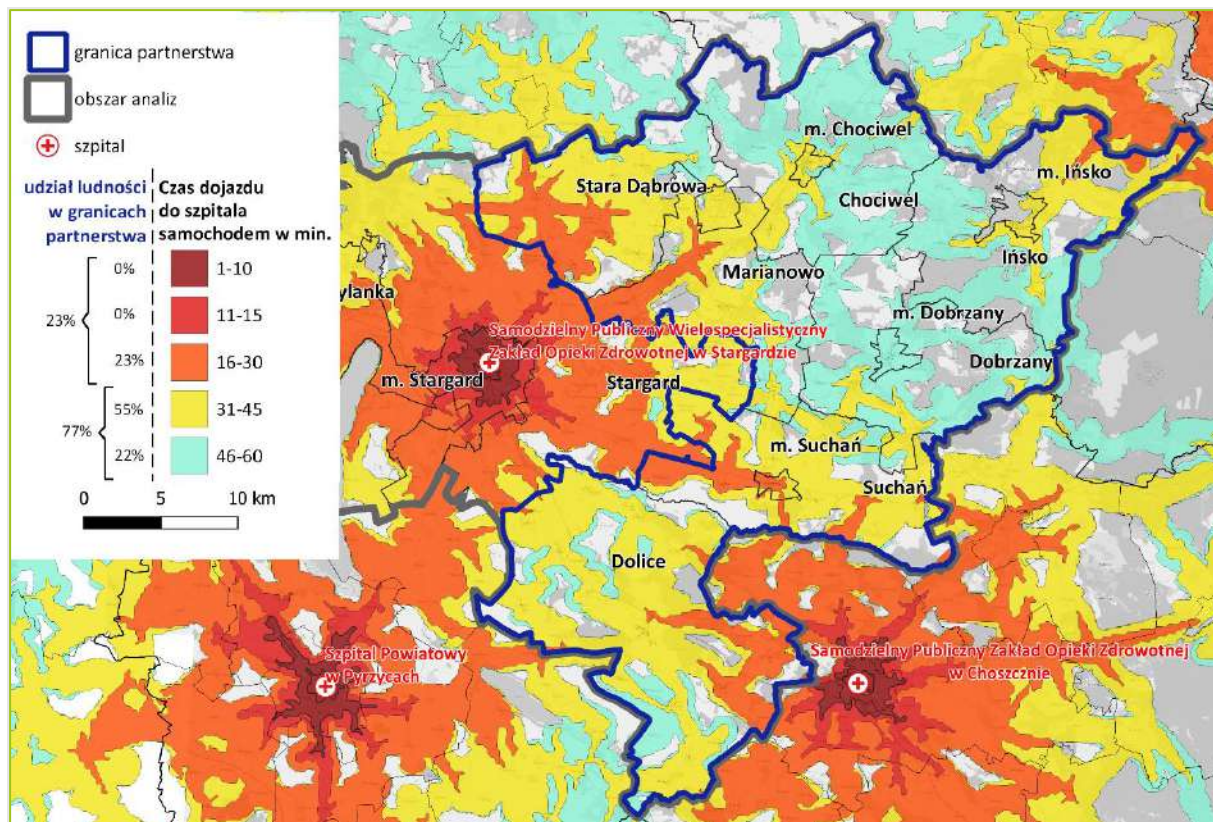 granica partnerstwa
obszar analiz
szpital
udział ludności
w granicach
partnerstwa
Czas dojazdu
do szpitala
samochodem w min.
0%
1-10
0%
11-15
23%
23%
16-30
55%
31-45
77%
22%
46-60
0 5 10 km
m. Chociwel
m. Ińsko
Stara Dąbrowa
Chociwel
Ińsko
Marianowo
ylanka
m. Dobrzany
Samodzielny Publiczny Wielospecjalistyczny
Zakład Opieki Zdrowotnej w Stargardzie
Dobrzany
m. Stargard
Stargard
m. Suchań
Suchań
Dolice
Szpital Powiatowy
w Pyrzycach
Samodzielny Publiczny Zakład Opieki Zdrowotnej
w Choszcznie